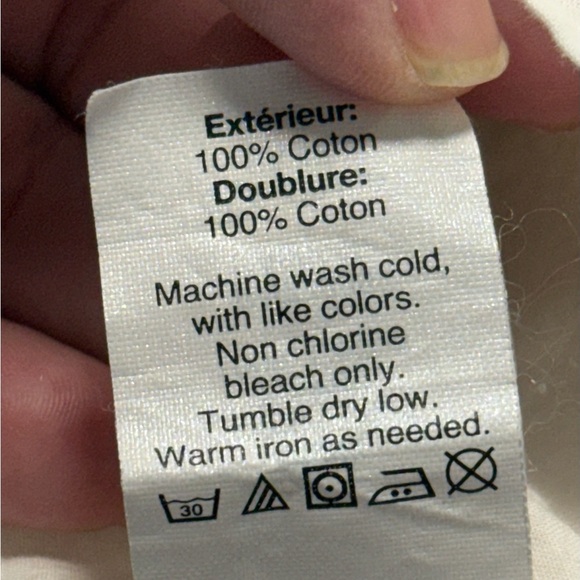 Extérieur:
100% Coton
Doublure:
100% Coton
Machine wash cold,
with like colors.
Non chlorine
bleach only.
Tumble dry low.
Warm iron as needed.
30